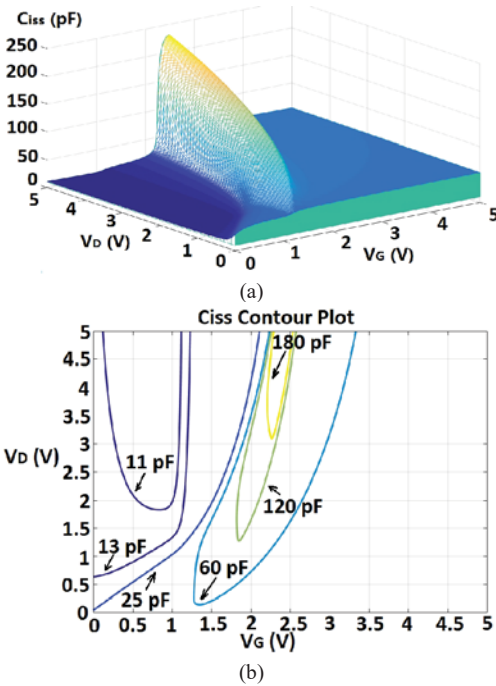 Ciss (pF)
250
200
150
100
50
0
5
4
3
2
1
0
VD (V)
0
1
2
3
4
5
VG (V)
(a)
Ciss Contour Plot
5
4.5
4
3.5
3
2.5
2
1.5
1
0.5
0
VD (V)
180 pF
11 pF
120 pF
13 pF
25 pF
60 pF
0
0.5
1
1.5
2
2.5
3
3.5
4
4.5
5
VG (V)
(b)